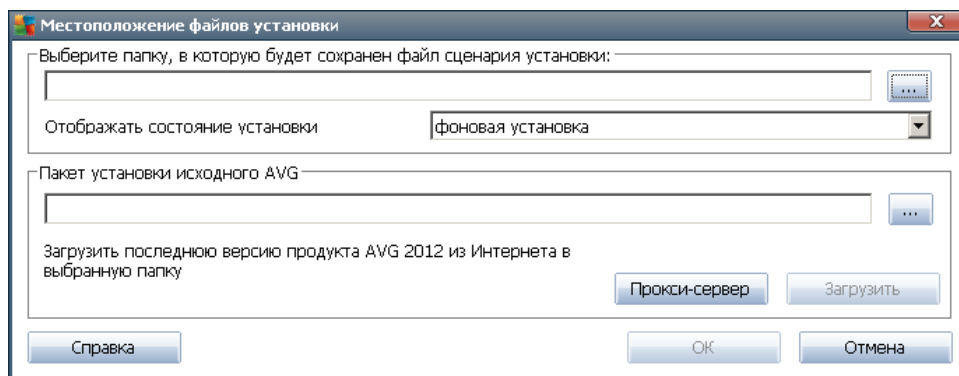 Местоположение файлов установки
Выберите папку, в которую будет сохранен файл сценария установки:
...
Отображать состояние установки
фоновая установка
Пакет установки исходного AVG
...
Загрузить последнюю версию продукта AVG 2012 из Интернета в
выбранную папку
Прокси-сервер
Загрузить
Справка
ОК
Отмена